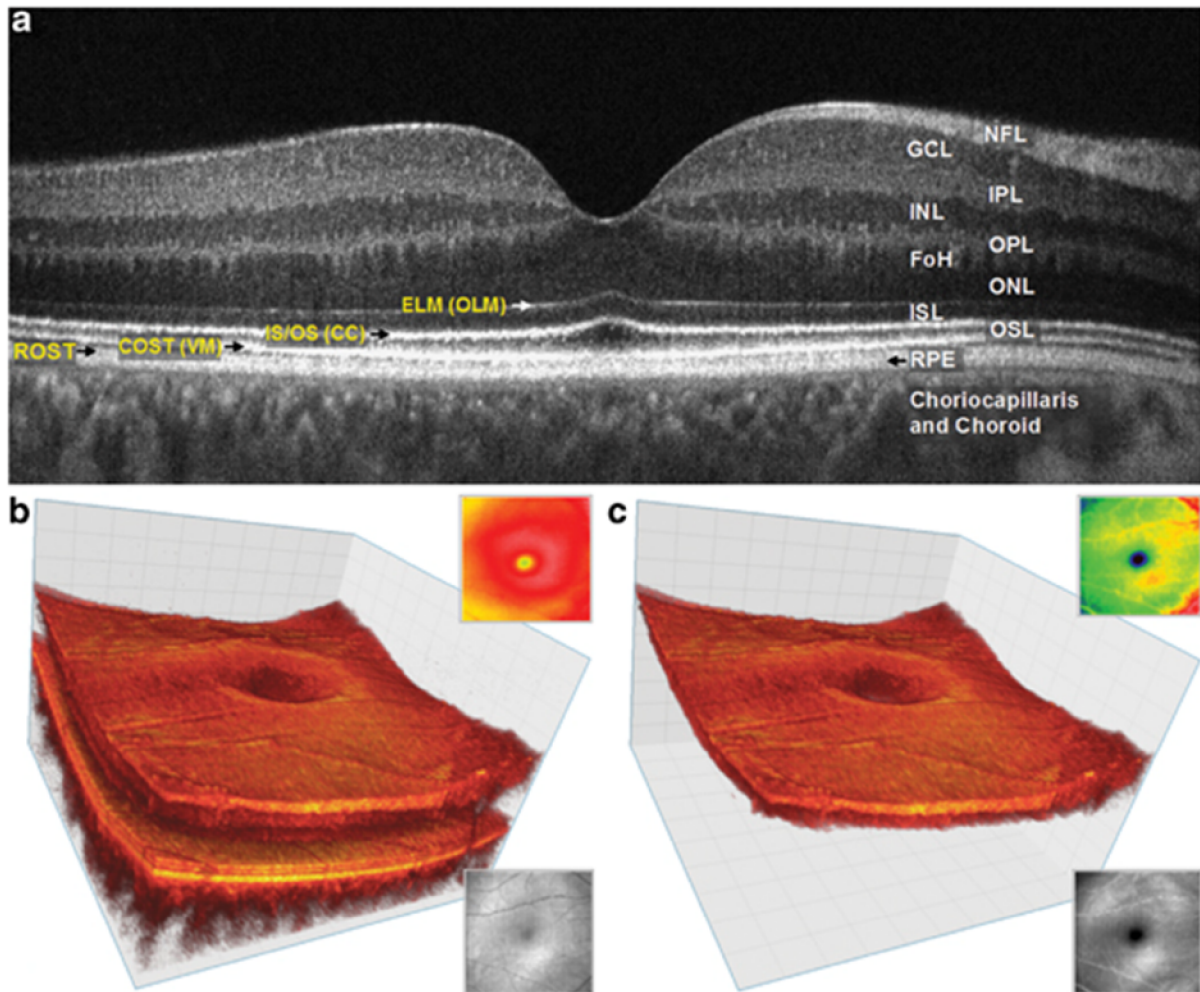 a
NFL
GCL
IPL
INL
OPL
FoH
ONL
ELM (OLM)
ISL
IS/OS (CC)
OSL
COST (VM)
ROST
RPE
Choriocapillaris
and Choroid
b
c